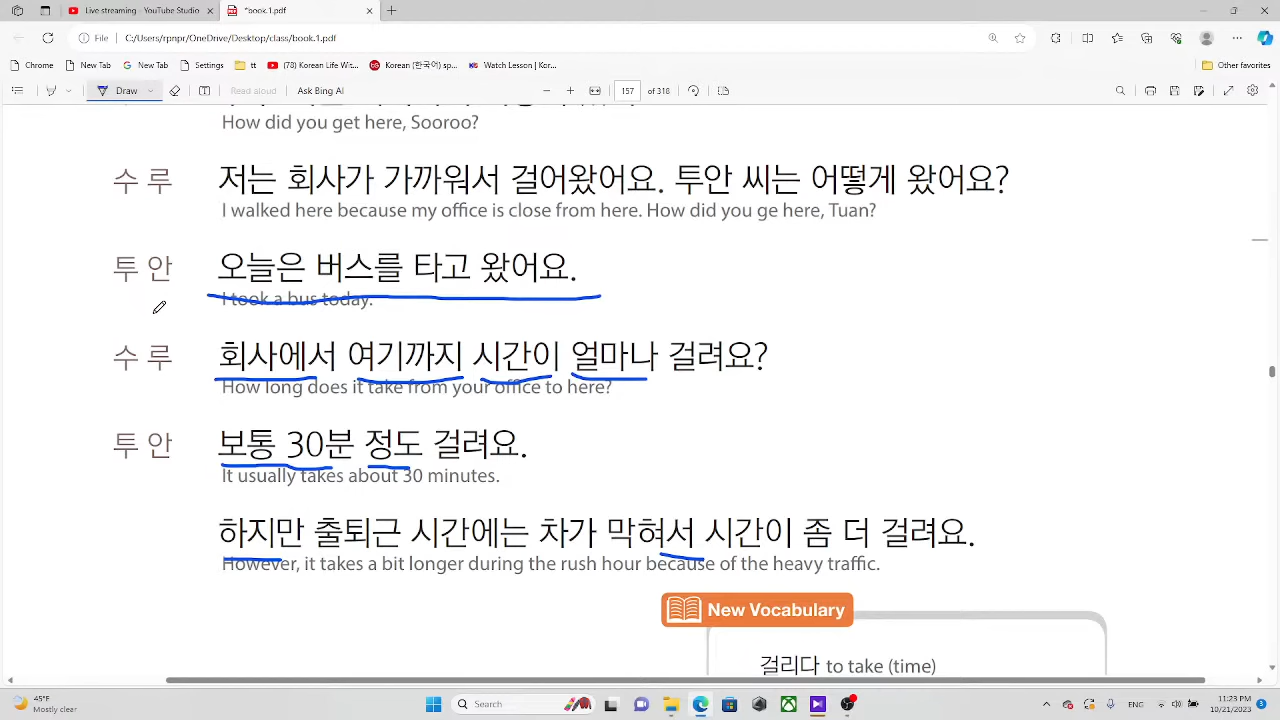 Live YouTube Studio
*book.1.pdf
File C:/Users/rpnpr/OneDrive/Desktop/class/book.1.pdf
Chrome New Tab New Tab Settings tt (78) Korean Life Wi... Korean (한국어) sp... Watch Lesson | Kor... Other favorites
Draw Read aloud Ask Bing AI 157 of 318
How did you get here, Sooroo?
수루 저는 회사가 가까워서 걸어왔어요. 투안 씨는 어떻게 왔어요?
I walked here because my office is close from here. How did you ge here, Tuan?
투안 오늘은 버스를 타고 왔어요.
I took a bus today.
수루 회사에서 여기까지 시간이 얼마나 걸려요?
How long does it take from your office to here?
투안 보통 30분 정도 걸려요.
It usually takes about 30 minutes.
하지만 출퇴근 시간에는 차가 막혀서 시간이 좀 더 걸려요.
However, it takes a bit longer during the rush hour because of the heavy traffic.
New Vocabulary
걸리다 to take (time)
45°F
Mostly clear
Search
ENG
11:23 PM
10/23/2023